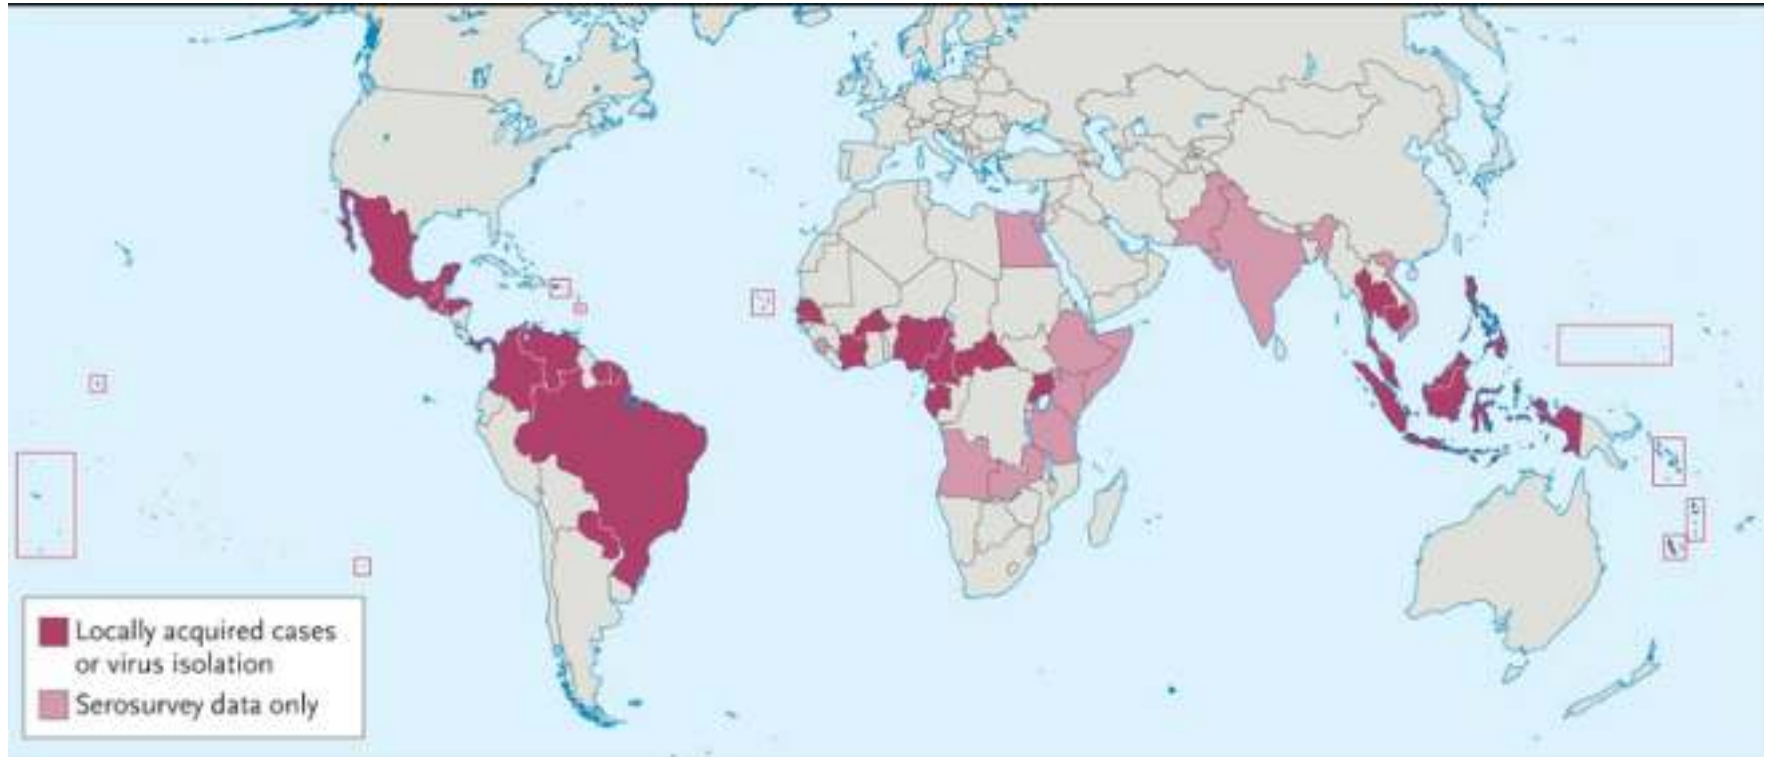 Locally acquired cases
or virus isolation
Serosurvey data only